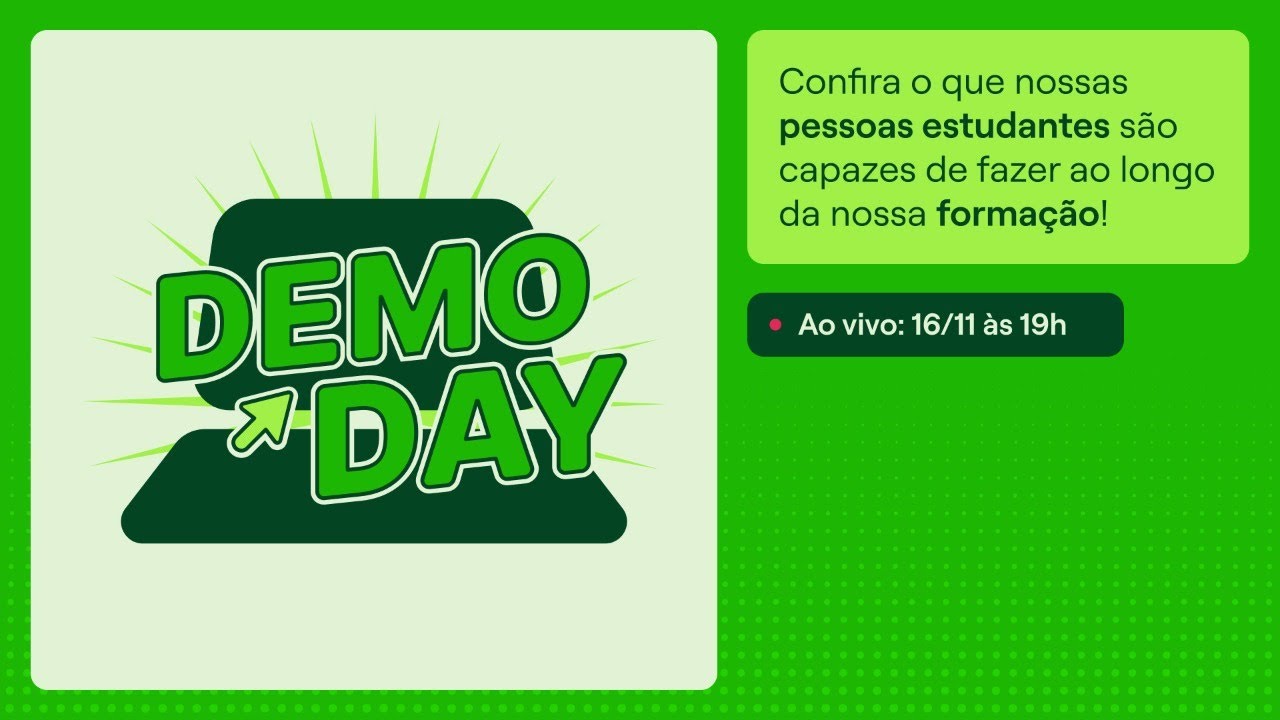 DEMO
DAY
Confira o que nossas
pessoas estudantes são
capazes de fazer ao longo
da nossa formação!
Ao vivo: 16/11 às 19h